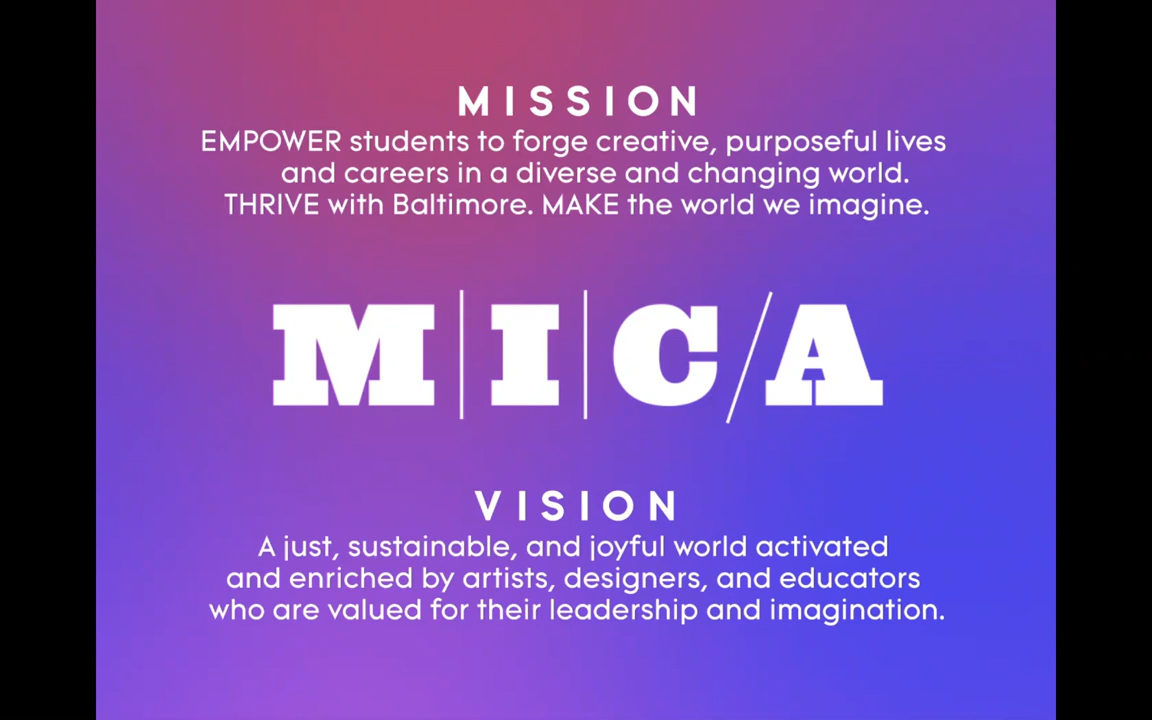 MISSION
EMPOWER students to forge creative, purposeful lives
and careers in a diverse and changing world.
THRIVE with Baltimore. MAKE the world we imagine.
M|I|C/A
VISION
A just, sustainable, and joyful world activated
and enriched by artists, designers, and educators
who are valued for their leadership and imagination.